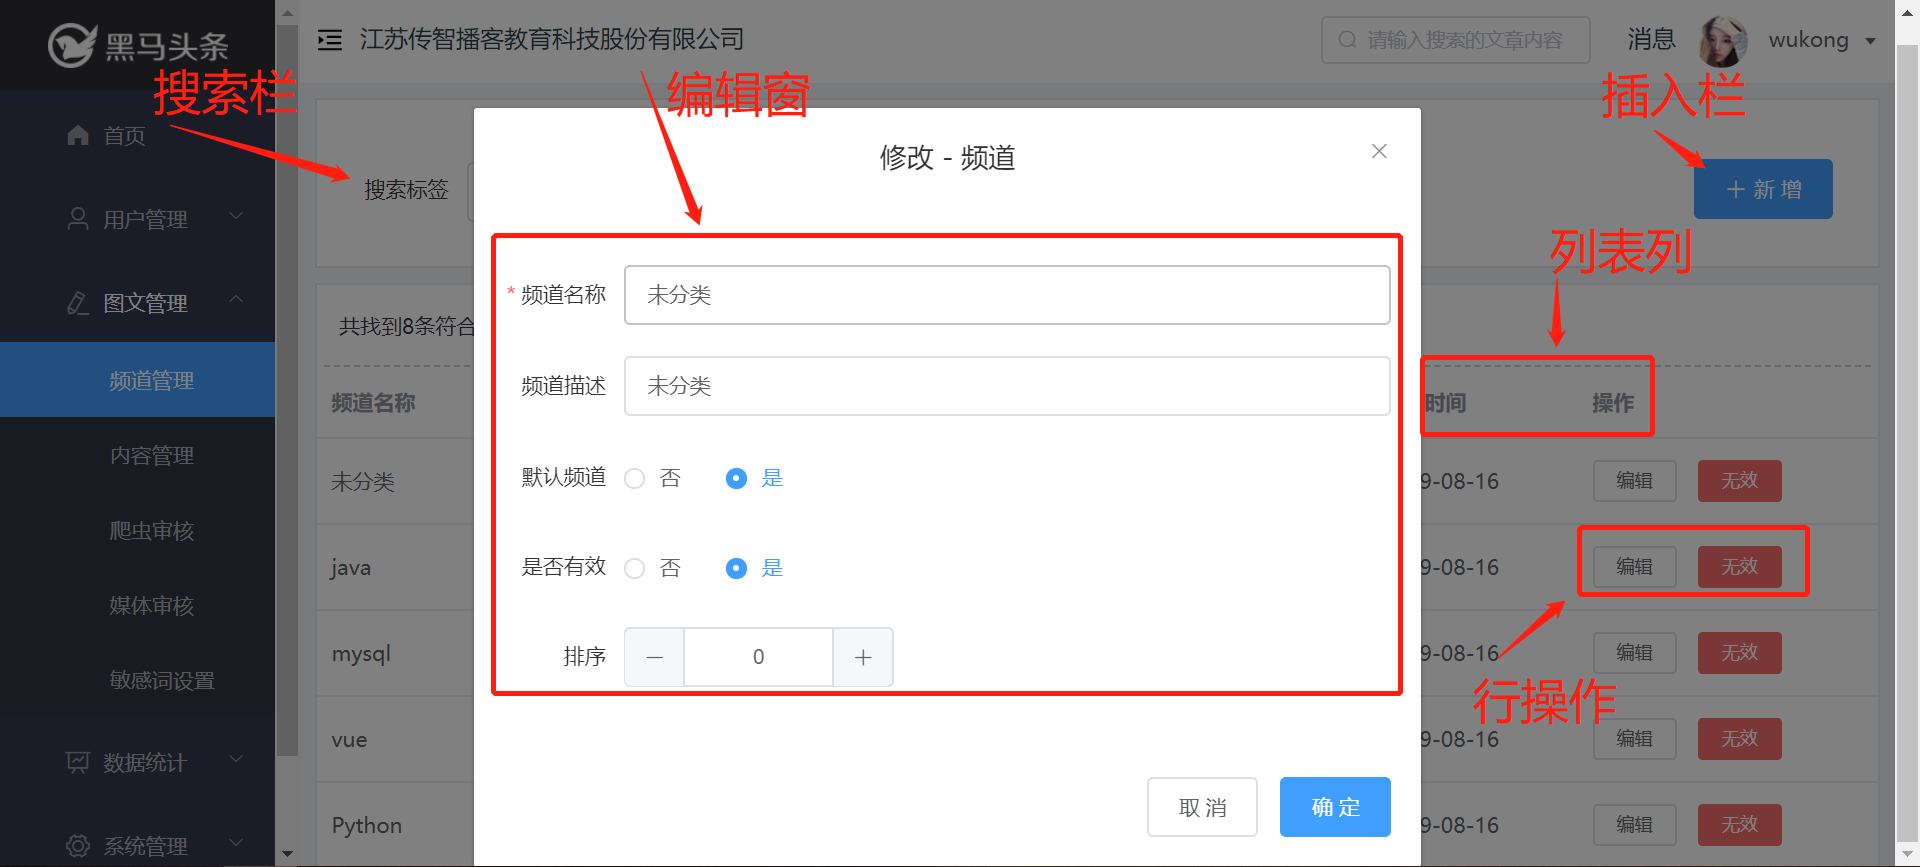 黑马头条
江苏传智播客教育科技股份有限公司
请输入搜索的文章内容
消息
wukong
搜索栏
编辑窗
插入栏
首页
用户管理
图文管理
频道管理
内容管理
爬虫审核
媒体审核
敏感词设置
数据统计
系统管理
搜索标签
新增
列表列
共找到8条符合
频道名称
时间
操作
未分类
9-08-16
编辑
无效
java
9-08-16
编辑
无效
mysql
9-08-16
编辑
无效
行操作
vue
9-08-16
编辑
无效
Python
9-08-16
编辑
无效
修改 - 频道
* 频道名称
未分类
频道描述
未分类
默认频道
否
是
是否有效
否
是
排序
0
取消
确定